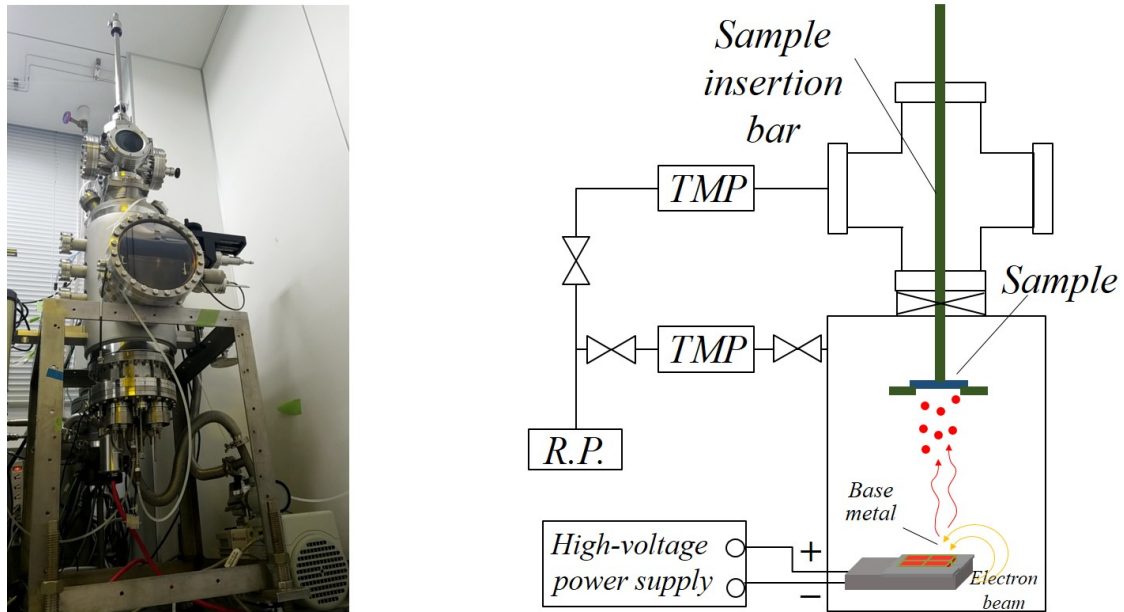 Sample
insertion
bar
TMP
Sample
TMP
R.P.
Base
metal
High-voltage
power supply
+
−
Electron
beam